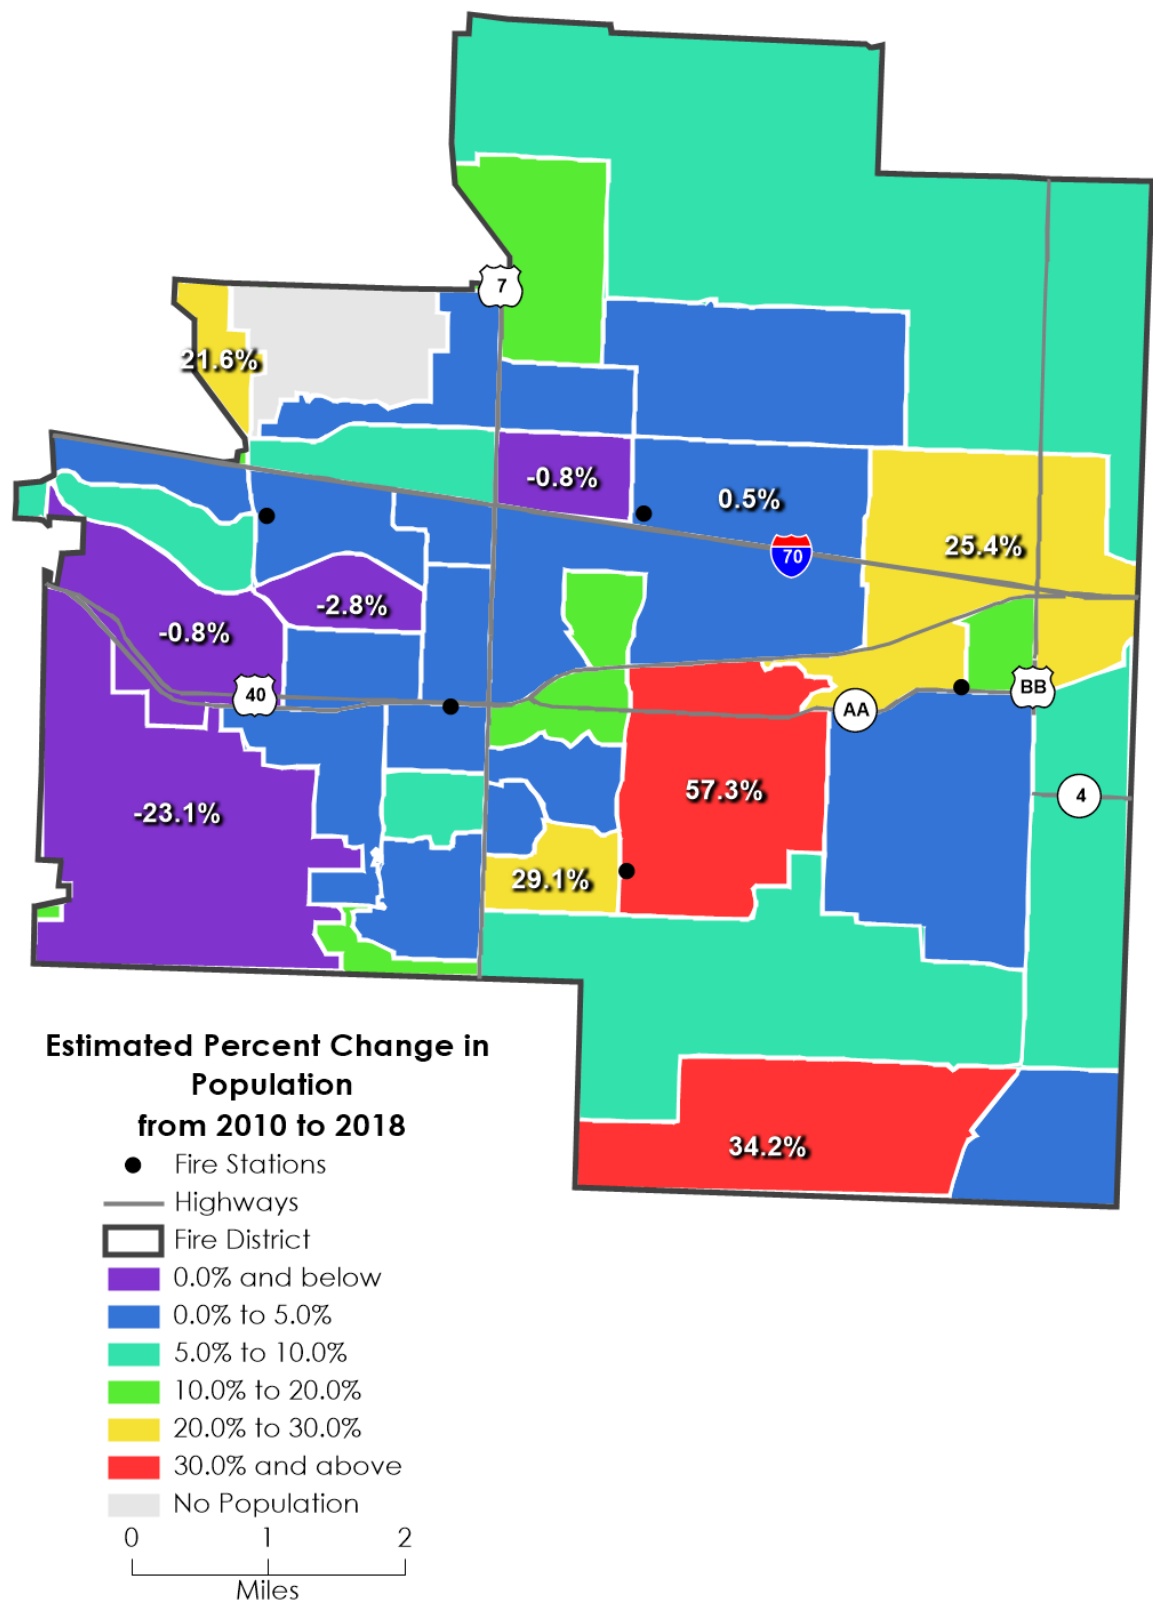 7
21.6%
-0.8%
0.5%
70
25.4%
-2.8%
-0.8%
40
BB
AA
57.3%
4
-23.1%
29.1%
34.2%
Estimated Percent Change in
Population
from 2010 to 2018
Fire Stations
Highways
Fire District
0.0% and below
0.0% to 5.0%
5.0% to 10.0%
10.0% to 20.0%
20.0% to 30.0%
30.0% and above
No Population
0 1 2
Miles